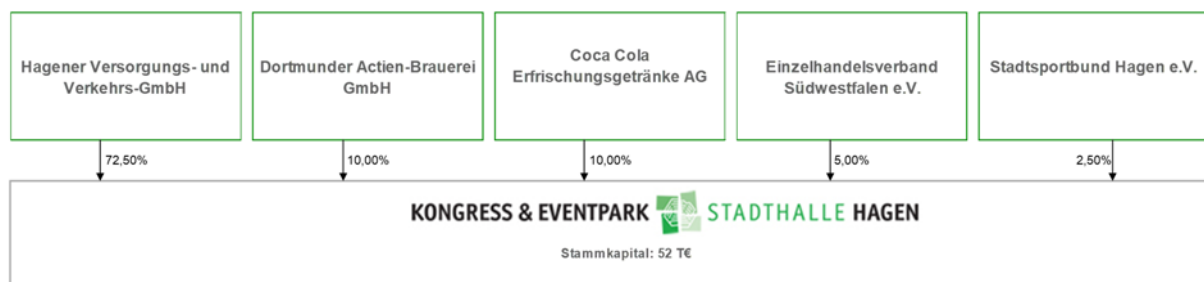 Hagener Versorgungs- und
Verkehrs-GmbH
Dortmunder Actien-Brauerei
GmbH
Coca Cola
Erfrischungsgetränke AG
Einzelhandelsverband
Südwestfalen e.V.
Stadtsportbund Hagen e.V.
72,50%
10,00%
10,00%
5,00%
2,50%
KONGRESS & EVENTPARK STADTHALLE HAGEN
Stammkapital: 52 T€